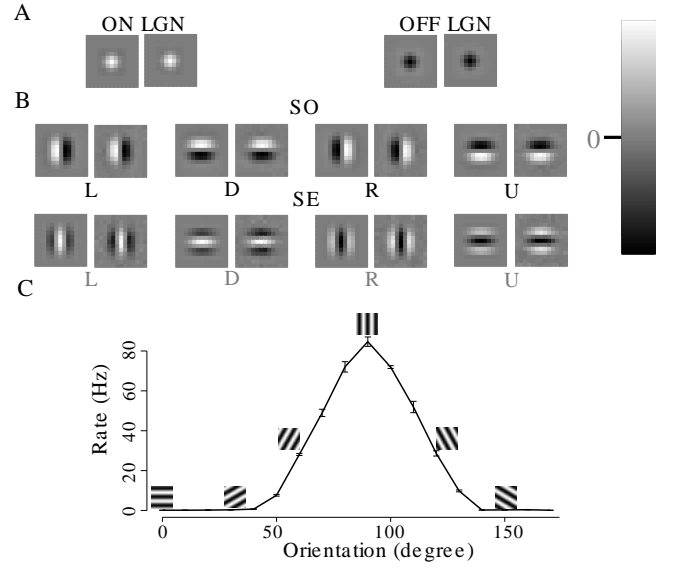 A
ON LGN OFF LGN
B
SO
0
L D R U
SE
L D R U
C
Rate (Hz)
80
60
40
20
0
0 50 100 150
Orientation (degree)